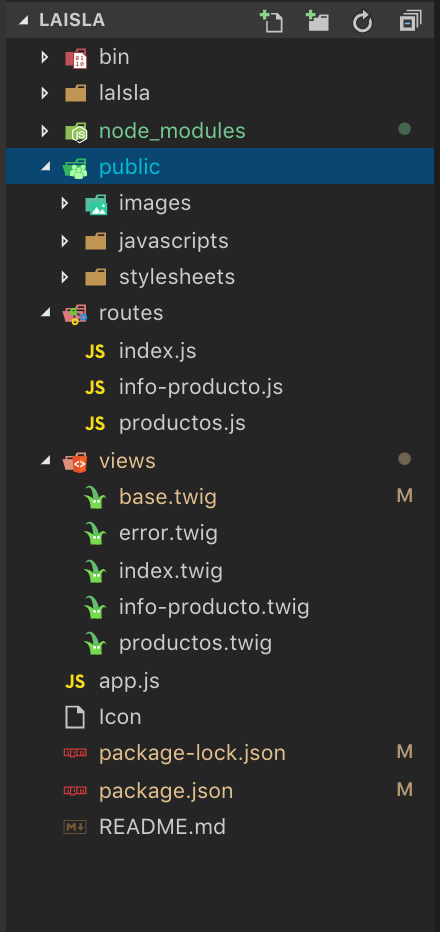 LAISLA
bin
laIsla
node_modules
public
images
javascripts
stylesheets
routes
JS index.js
JS info-producto.js
JS productos.js
views
base.twig M
error.twig
index.twig
info-producto.twig
productos.twig
JS app.js
Icon
package-lock.json M
package.json M
README.md